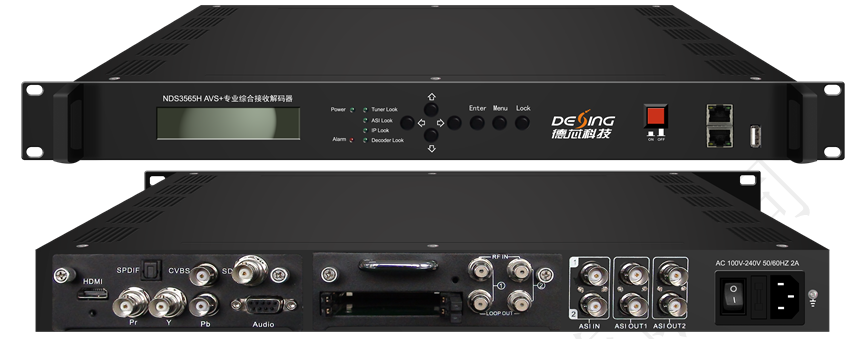 NDS3565H AVS+专业综合接收解码器
Power
Tuner Lock
ASI Lock
IP Lock
Alarm
Decoder Lock
Enter Menu Lock
DESING
德芯科技
ON OFF
HDMI
SPDIF
CVBS
SD
Pr
Y
Pb
Audio
RF IN
1
2
LOOP OUT
1
2
ASI IN
ASI OUT1
ASI OUT2
AC 100V-240V 50/60HZ 2A